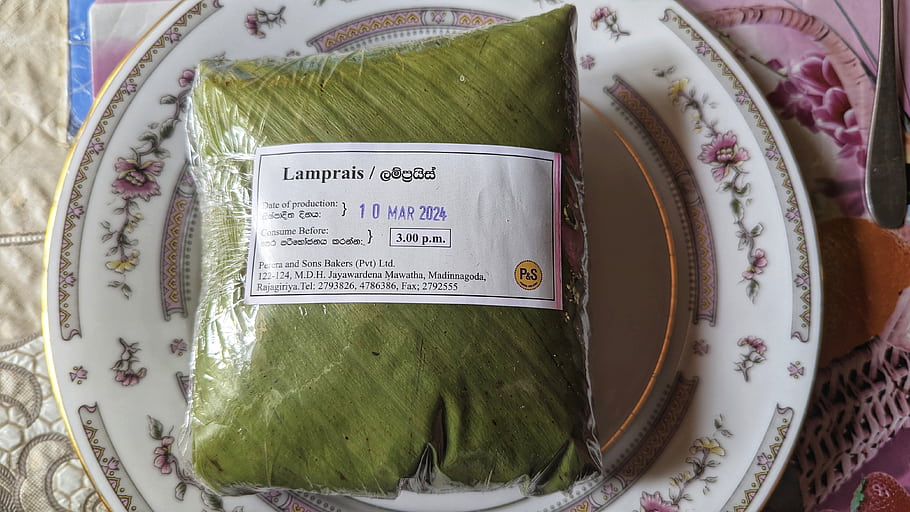 Lamprais / ලම්ප්‍රයිස්
Date of production: } 10 MAR 2024
නිෂ්පාදිත දිනය:
Consume Before: } 3.00 p.m.
පෙර පරිභෝජනය කරන්න:
Perera and Sons Bakers (Pvt) Ltd.
122-124, M.D.H. Jayawardena Mawatha, Madinnagoda,
Rajagiriya.Tel: 2793826, 4786386, Fax; 2792555
P&S